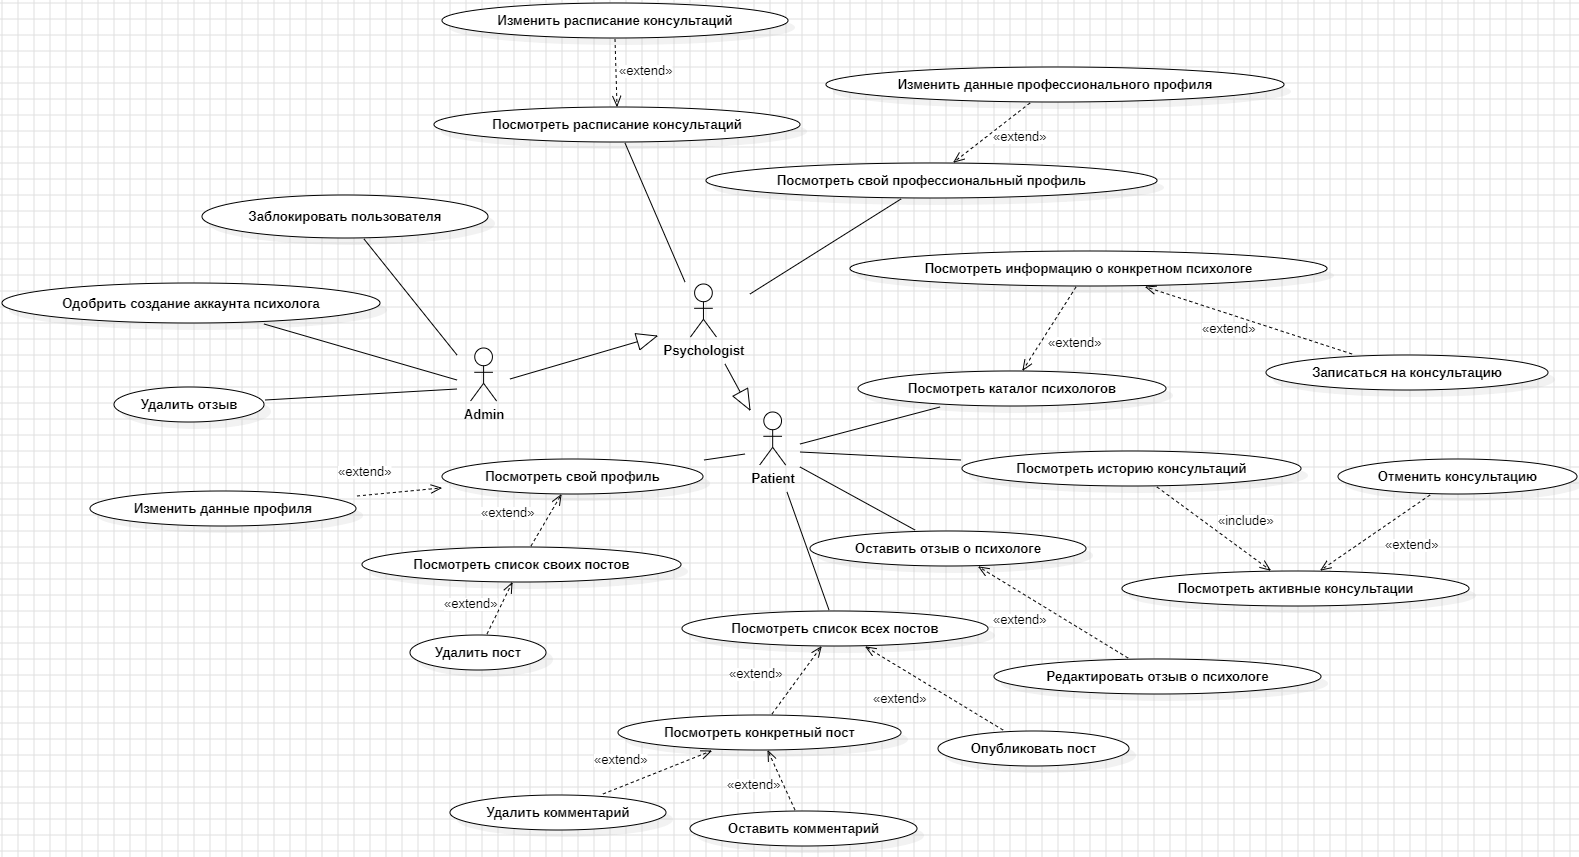 Изменить расписание консультаций
«extend»
Изменить данные профессионального профиля
Посмотреть расписание консультаций
«extend»
Посмотреть свой профессиональный профиль
Заблокировать пользователя
Посмотреть информацию о конкретном психологе
Одобрить создание аккаунта психолога
«extend»
«extend»
Psychologist
Записаться на консультацию
Посмотреть каталог психологов
Удалить отзыв
Admin
Посмотреть историю консультаций
«extend»
Посмотреть свой профиль
Patient
Отменить консультацию
Изменить данные профиля
«extend»
«include»
«extend»
Оставить отзыв о психологе
Посмотреть список своих постов
Посмотреть активные консультации
«extend»
«extend»
Посмотреть список всех постов
Удалить пост
«extend»
Редактировать отзыв о психологе
«extend»
Посмотреть конкретный пост
Опубликовать пост
«extend»
«extend»
Удалить комментарий
Оставить комментарий